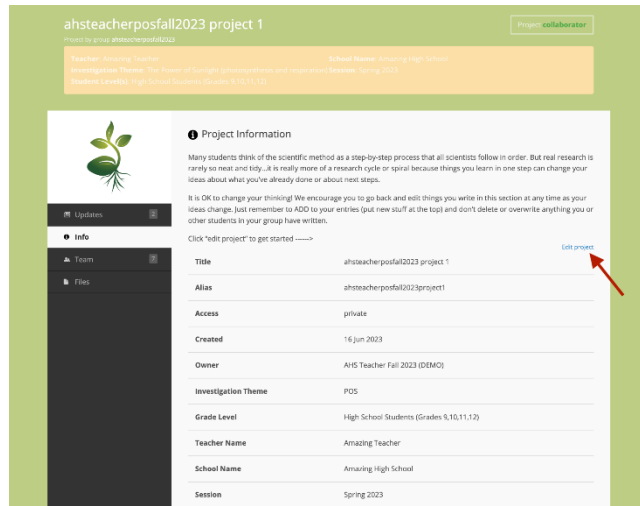 ahsteacherposfall2023 project 1
Project collaborator
Project by group ahsteacherposfall2023
Teacher: Amazing Teacher
School Name: Amazing High School
Investigation Theme: The Power of Sunlight (photosynthesis and respiration)
Session: Spring 2023
Student Level(s): High School Students (Grades 9,10,11,12)
Project Information
Many students think of the scientific method as a step-by-step process that all scientists follow in order. But real research is
rarely so neat and tidy...it is really more of a research cycle or spiral because things you learn in one step can change your
ideas about what you've already done or about next steps.
It is OK to change your thinking! We encourage you to go back and edit things you write in this section at any time as your
ideas change. Just remember to ADD to your entries (put new stuff at the top) and don't delete or overwrite anything you or
other students in your group have written.
Click "edit project" to get started ------>
Edit project
Updates 2
Info
Team 7
Files
Title ahsteacherposfall2023 project 1
Alias ahsteacherposfall2023project1
Access private
Created 16 Jun 2023
Owner AHS Teacher Fall 2023 (DEMO)
Investigation Theme POS
Grade Level High School Students (Grades 9,10,11,12)
Teacher Name Amazing Teacher
School Name Amazing High School
Session Spring 2023